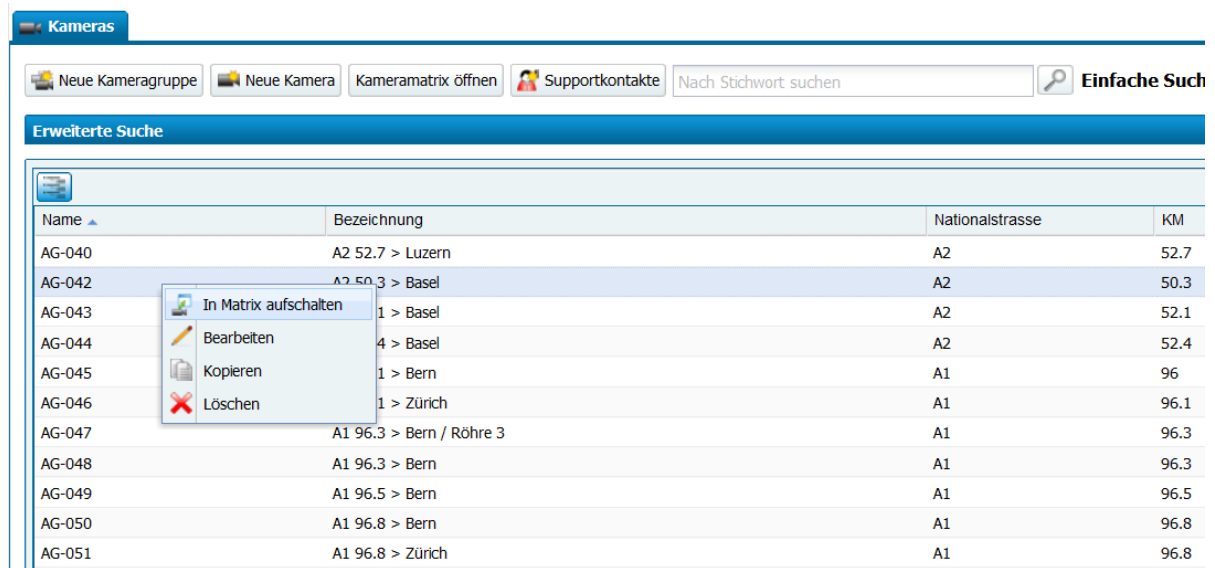 Kameras
Neue Kameragruppe Neue Kamera Kameramatrix öffnen Supportkontakte Nach Stichwort suchen Einfache Such
Erweiterte Suche
Name Bezeichnung Nationalstrasse KM
AG-040 A2 52.7 > Luzern A2 52.7
AG-042 A2 50.3 > Basel A2 50.3
In Matrix aufschalten
AG-043 1 > Basel A2 52.1
Bearbeiten
AG-044 4 > Basel A2 52.4
Kopieren
AG-045 1 > Bern A1 96
Löschen
AG-046 1 > Zürich A1 96.1
AG-047 A1 96.3 > Bern / Röhre 3 A1 96.3
AG-048 A1 96.3 > Bern A1 96.3
AG-049 A1 96.5 > Bern A1 96.5
AG-050 A1 96.8 > Bern A1 96.8
AG-051 A1 96.8 > Zürich A1 96.8